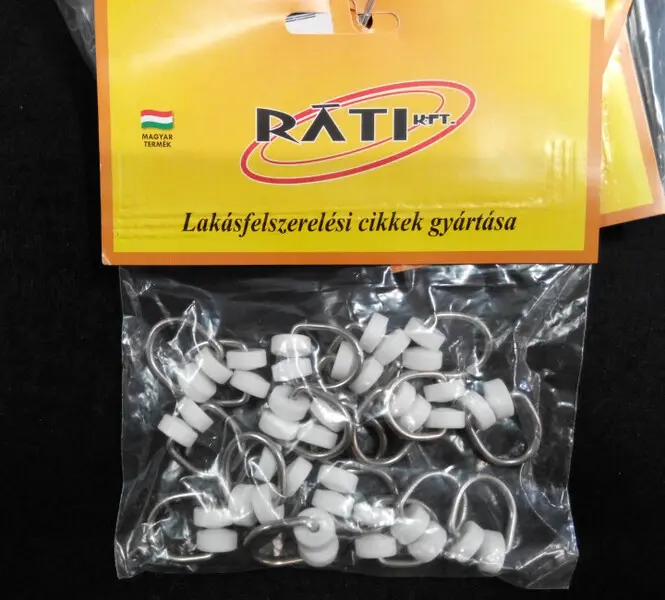 RÁTI KFT.
MAGYAR
TERMÉK
Lakásfelszerelési cikkek gyártása